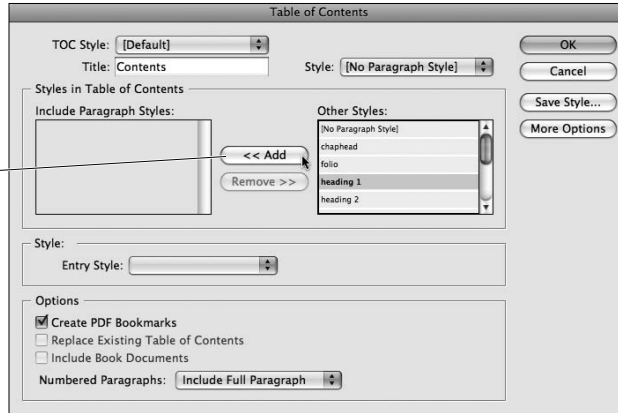 Table of Contents
TOC Style: [Default]
Title: Contents Style: [No Paragraph Style]
OK
Cancel
Save Style...
More Options
Styles in Table of Contents
Include Paragraph Styles:
<< Add
Remove >>
Other Styles:
[No Paragraph Style]
chaphead
folio
heading 1
heading 2
Style:
Entry Style:
Options
Create PDF Bookmarks
Replace Existing Table of Contents
Include Book Documents
Numbered Paragraphs: Include Full Paragraph